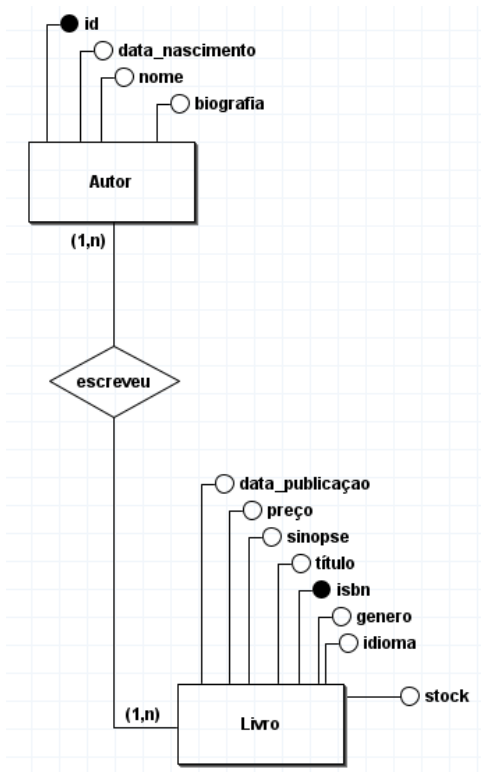 id
data_nascimento
nome
biografia
Autor
(1,n)
escreveu
data_publicaçao
preço
sinopse
título
isbn
genero
idioma
stock
(1,n)
Livro